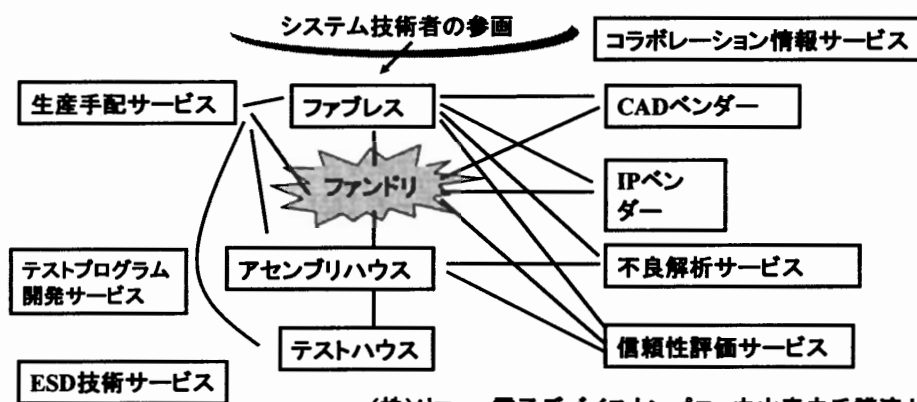 システム技術者の参画
コラボレーション情報サービス
生産手配サービス
ファブレス
CADベンダー
ファンドリ
IPベン
ダー
テストプログラム
開発サービス
アセンブリハウス
不良解析サービス
テストハウス
信頼性評価サービス
ESD技術サービス